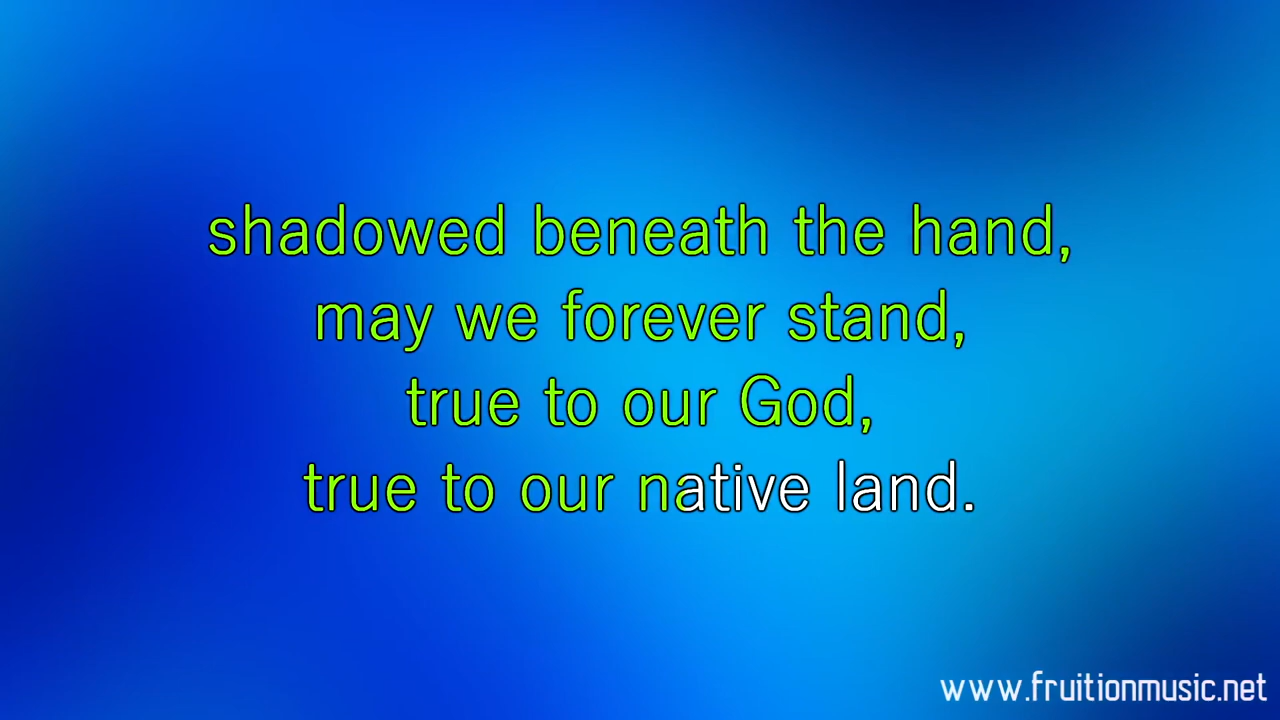 shadowed beneath the hand,
may we forever stand,
true to our God,
true to our native land.
www.fruitionmusic.net